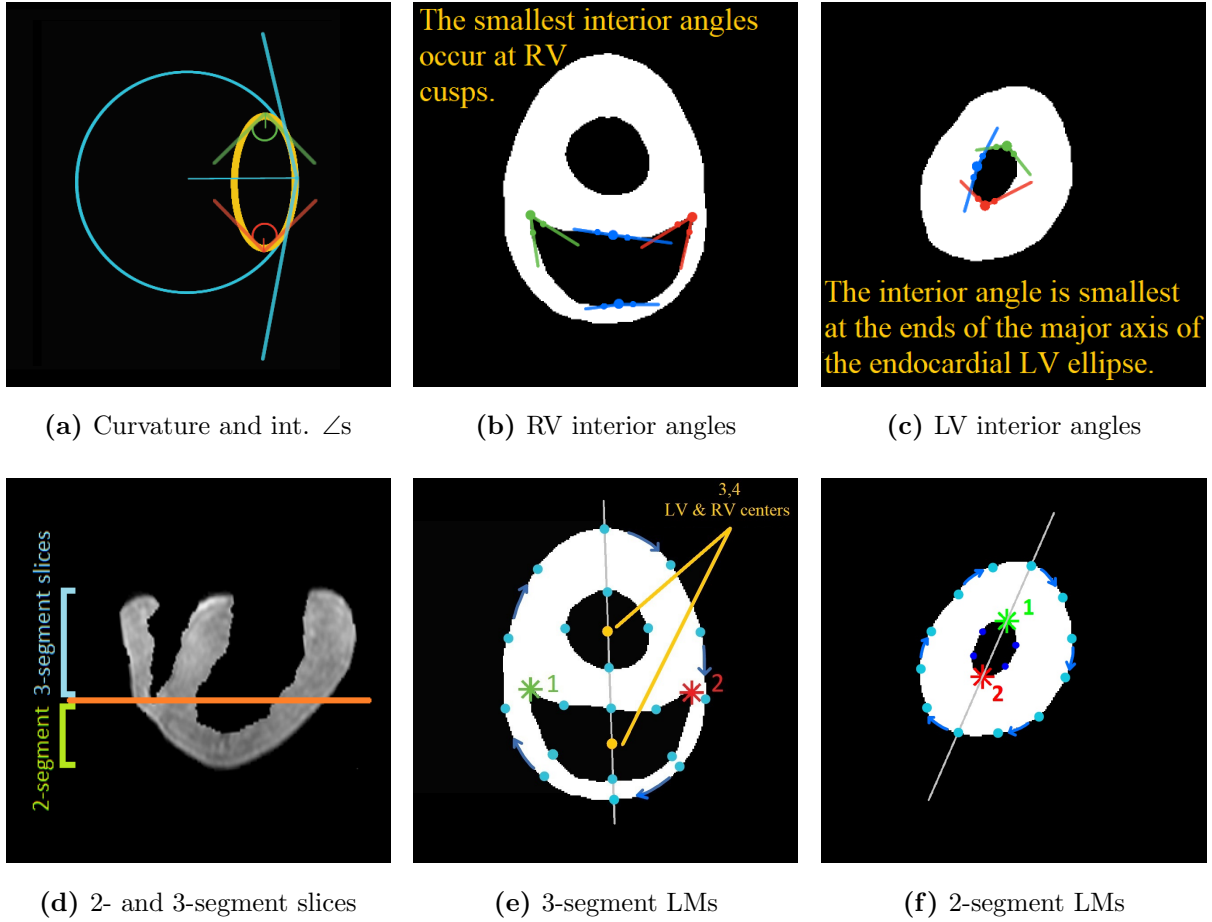 The smallest interior angles
occur at RV
cusps.
The interior angle is smallest
at the ends of the major axis of
the endocardial LV ellipse.
(a) Curvature and int. ∠s
(b) RV interior angles
(c) LV interior angles
3-segment slices
2-segment
3,4
LV & RV centers
1
2
1
2
(d) 2- and 3-segment slices
(e) 3-segment LMs
(f) 2-segment LMs